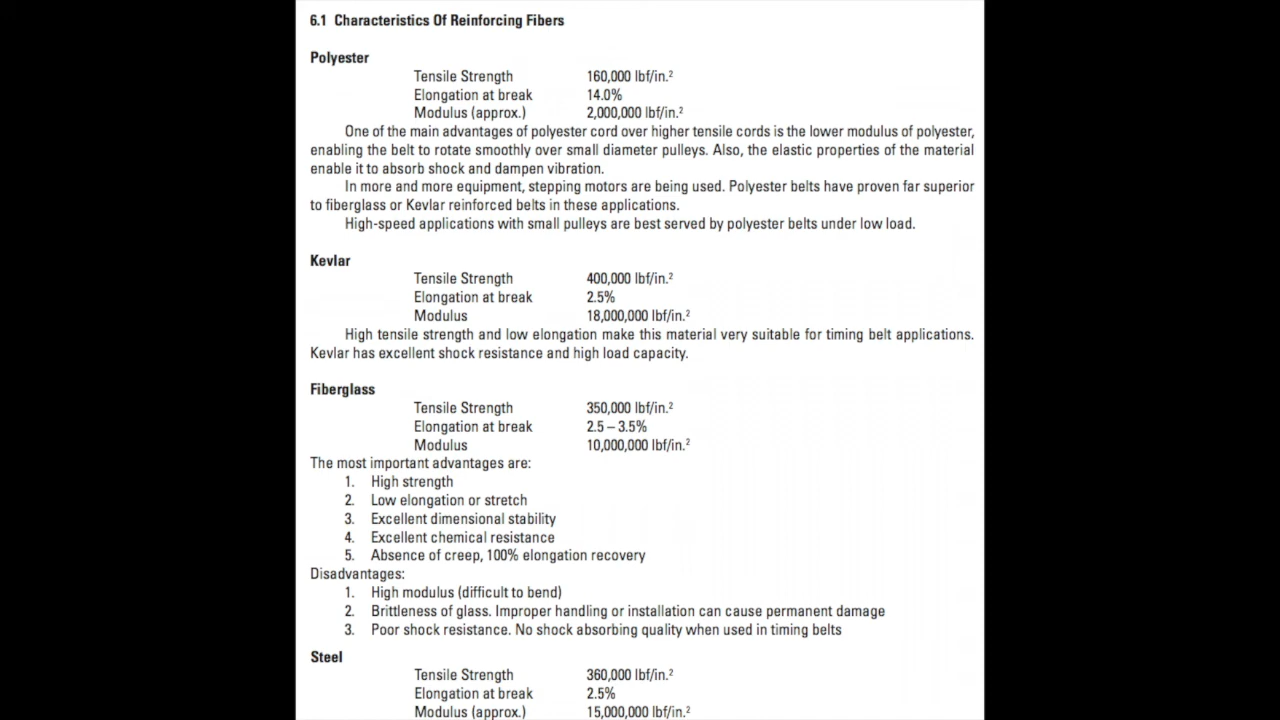 6.1 Characteristics Of Reinforcing Fibers
Polyester
Tensile Strength 160,000 lbf/in.²
Elongation at break 14.0%
Modulus (approx.) 2,000,000 lbf/in.²
One of the main advantages of polyester cord over higher tensile cords is the lower modulus of polyester,
enabling the belt to rotate smoothly over small diameter pulleys. Also, the elastic properties of the material
enable it to absorb shock and dampen vibration.
In more and more equipment, stepping motors are being used. Polyester belts have proven far superior
to fiberglass or Kevlar reinforced belts in these applications.
High-speed applications with small pulleys are best served by polyester belts under low load.
Kevlar
Tensile Strength 400,000 lbf/in.²
Elongation at break 2.5%
Modulus 18,000,000 lbf/in.²
High tensile strength and low elongation make this material very suitable for timing belt applications.
Kevlar has excellent shock resistance and high load capacity.
Fiberglass
Tensile Strength 350,000 lbf/in.²
Elongation at break 2.5 – 3.5%
Modulus 10,000,000 lbf/in.²
The most important advantages are:
1. High strength
2. Low elongation or stretch
3. Excellent dimensional stability
4. Excellent chemical resistance
5. Absence of creep, 100% elongation recovery
Disadvantages:
1. High modulus (difficult to bend)
2. Brittleness of glass. Improper handling or installation can cause permanent damage
3. Poor shock resistance. No shock absorbing quality when used in timing belts
Steel
Tensile Strength 360,000 lbf/in.²
Elongation at break 2.5%
Modulus (approx.) 15,000,000 lbf/in.²